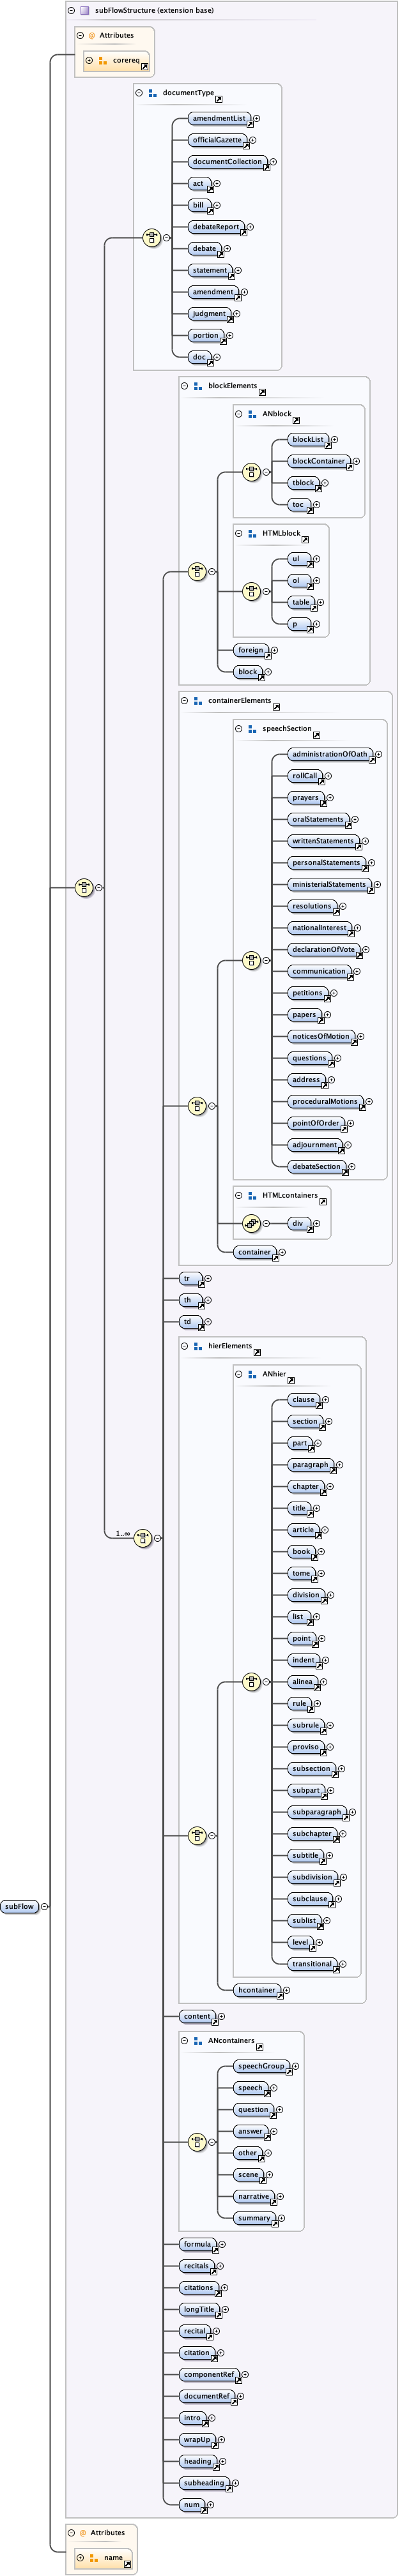 subFlowStructure (extension base)
@ Attributes
corereq
documentType
amendmentList
officialGazette
documentCollection
act
bill
debateReport
debate
statement
amendment
judgment
portion
doc
blockElements
ANblock
blockList
blockContainer
tblock
toc
HTMLblock
ul
ol
table
p
foreign
block
containerElements
speechSection
administrationOfOath
rollCall
prayers
oralStatements
writtenStatements
personalStatements
ministerialStatements
resolutions
nationalInterest
declarationOfVote
communication
petitions
papers
noticesOfMotion
questions
address
proceduralMotions
pointOfOrder
adjournment
debateSection
HTMLcontainers
div
container
tr
th
td
hierElements
ANhier
clause
section
part
paragraph
chapter
title
article
book
tome
division
list
point
indent
1..∞
alinea
rule
subrule
proviso
subsection
subpart
subparagraph
subchapter
subtitle
subdivision
subclause
subFlow
sublist
level
transitional
hcontainer
content
ANcontainers
speechGroup
speech
question
answer
other
scene
narrative
summary
formula
recitals
citations
longTitle
recital
citation
componentRef
documentRef
intro
wrapUp
heading
subheading
num
@ Attributes
name